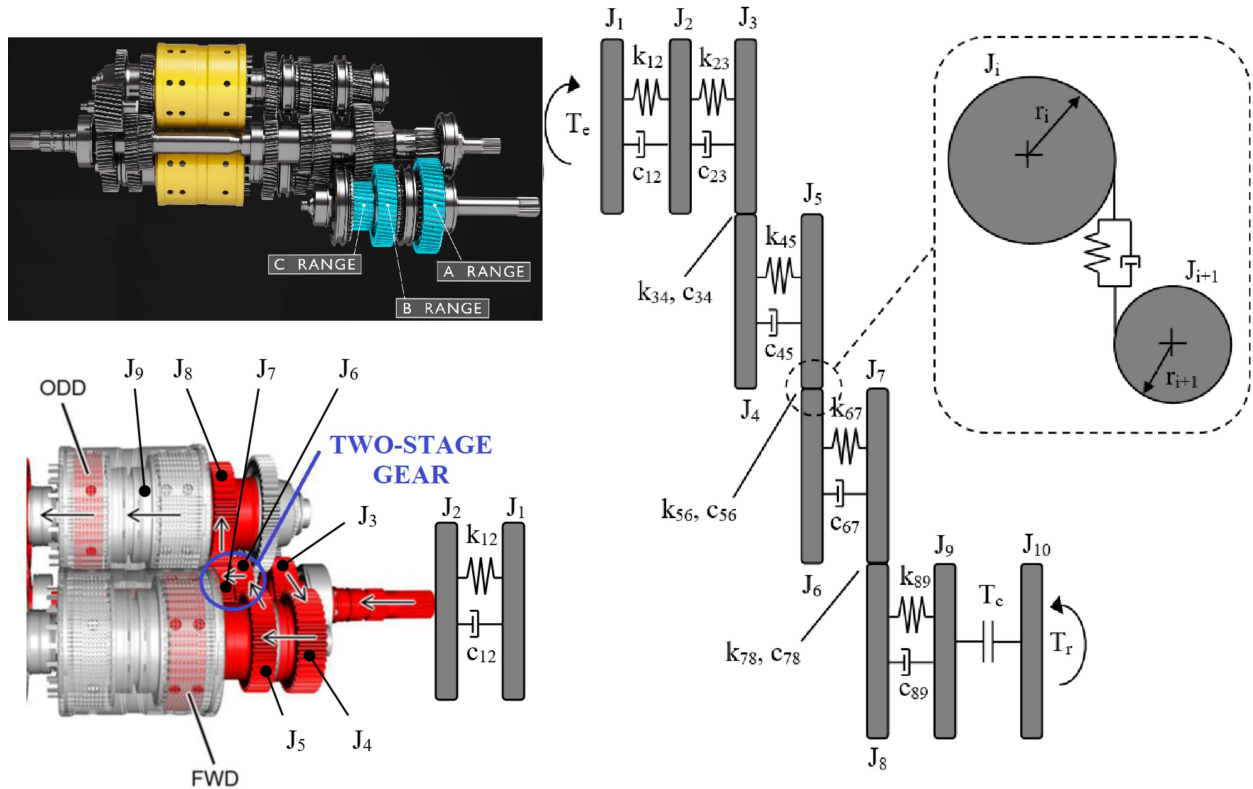 C RANGE
A RANGE
B RANGE
ODD
J₉
J₈
J₇
J₆
TWO-STAGE
GEAR
J₃
J₂
J₁
k₁₂
c₁₂
J₅
J₄
FWD
Tₑ
J₁
J₂
J₃
k₁₂
k₂₃
c₁₂
c₂₃
k₃₄, c₃₄
J₅
k₄₅
c₄₅
J₄
J₇
k₆₇
k₅₆, c₅₆
c₆₇
J₆
J₉
J₁₀
k₈₉
T_c
Tᵣ
k₇₈, c₇₈
c₈₉
J₈
Jᵢ
rᵢ
Jᵢ₊₁
rᵢ₊₁